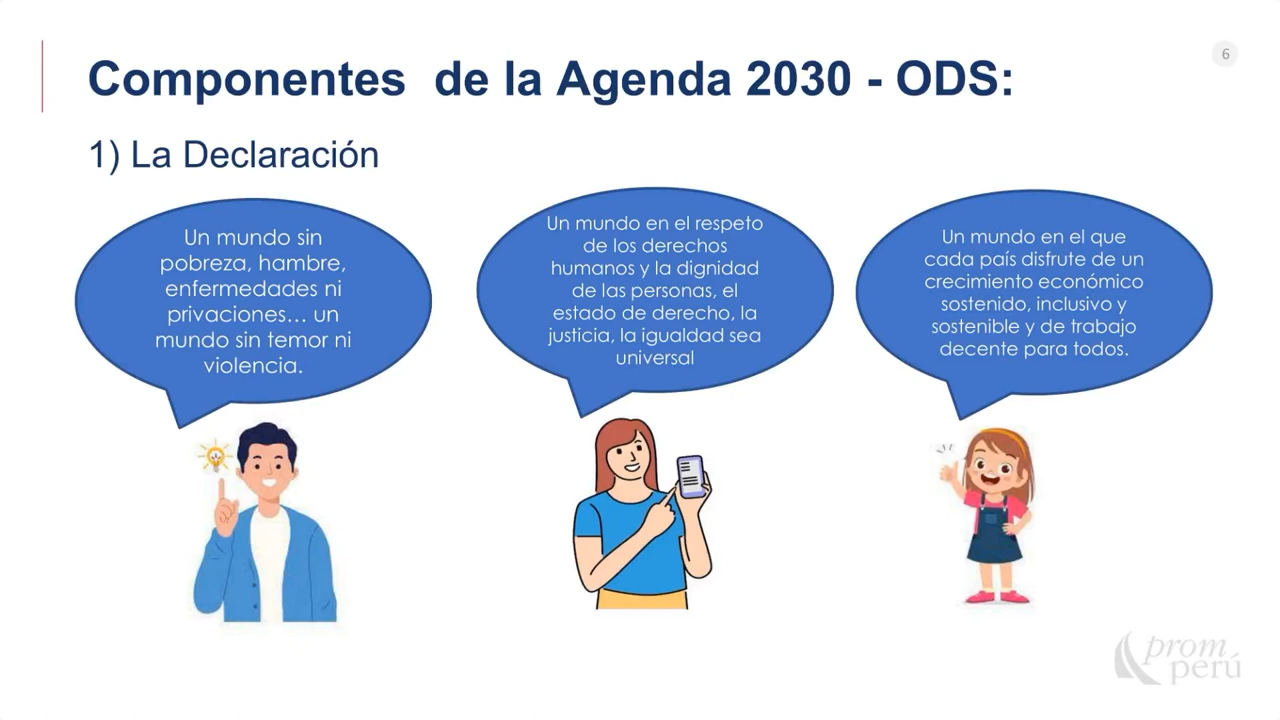 6
Componentes de la Agenda 2030 - ODS:
1) La Declaración
Un mundo sin
pobreza, hambre,
enfermedades ni
privaciones... un
mundo sin temor ni
violencia.
Un mundo en el respeto
de los derechos
humanos y la dignidad
de las personas, el
estado de derecho, la
justicia, la igualdad sea
universal
Un mundo en el que
cada país disfrute de un
crecimiento económico
sostenido, inclusivo y
sostenible y de trabajo
decente para todos.
prom
perú